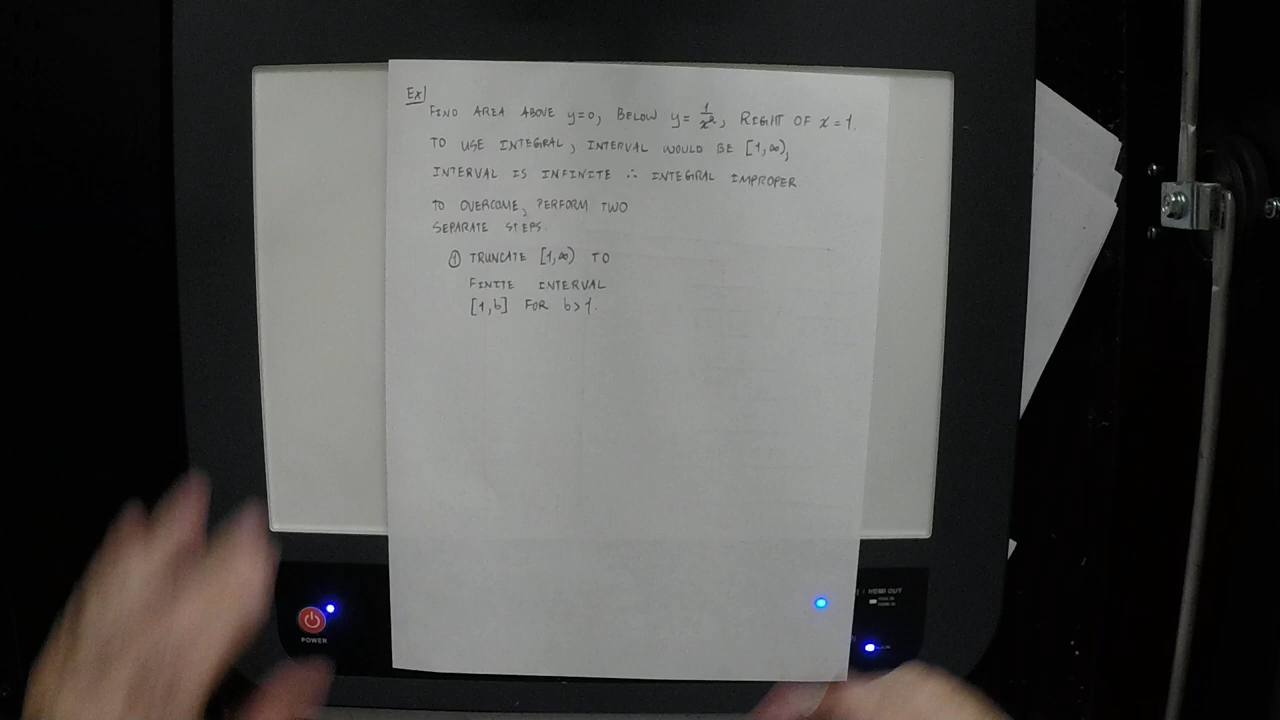 Ex|
FIND AREA ABOVE y=0, BELOW y= 1/x², RIGHT OF x=1.
TO USE INTEGRAL, INTERVAL WOULD BE [1,∞),
INTERVAL IS INFINITE ∴ INTEGRAL IMPROPER
TO OVERCOME, PERFORM TWO
SEPARATE STEPS.
① TRUNCATE [1,∞) TO
FINITE INTERVAL
[1,b] FOR b>1.
POWER
HDMI OUT